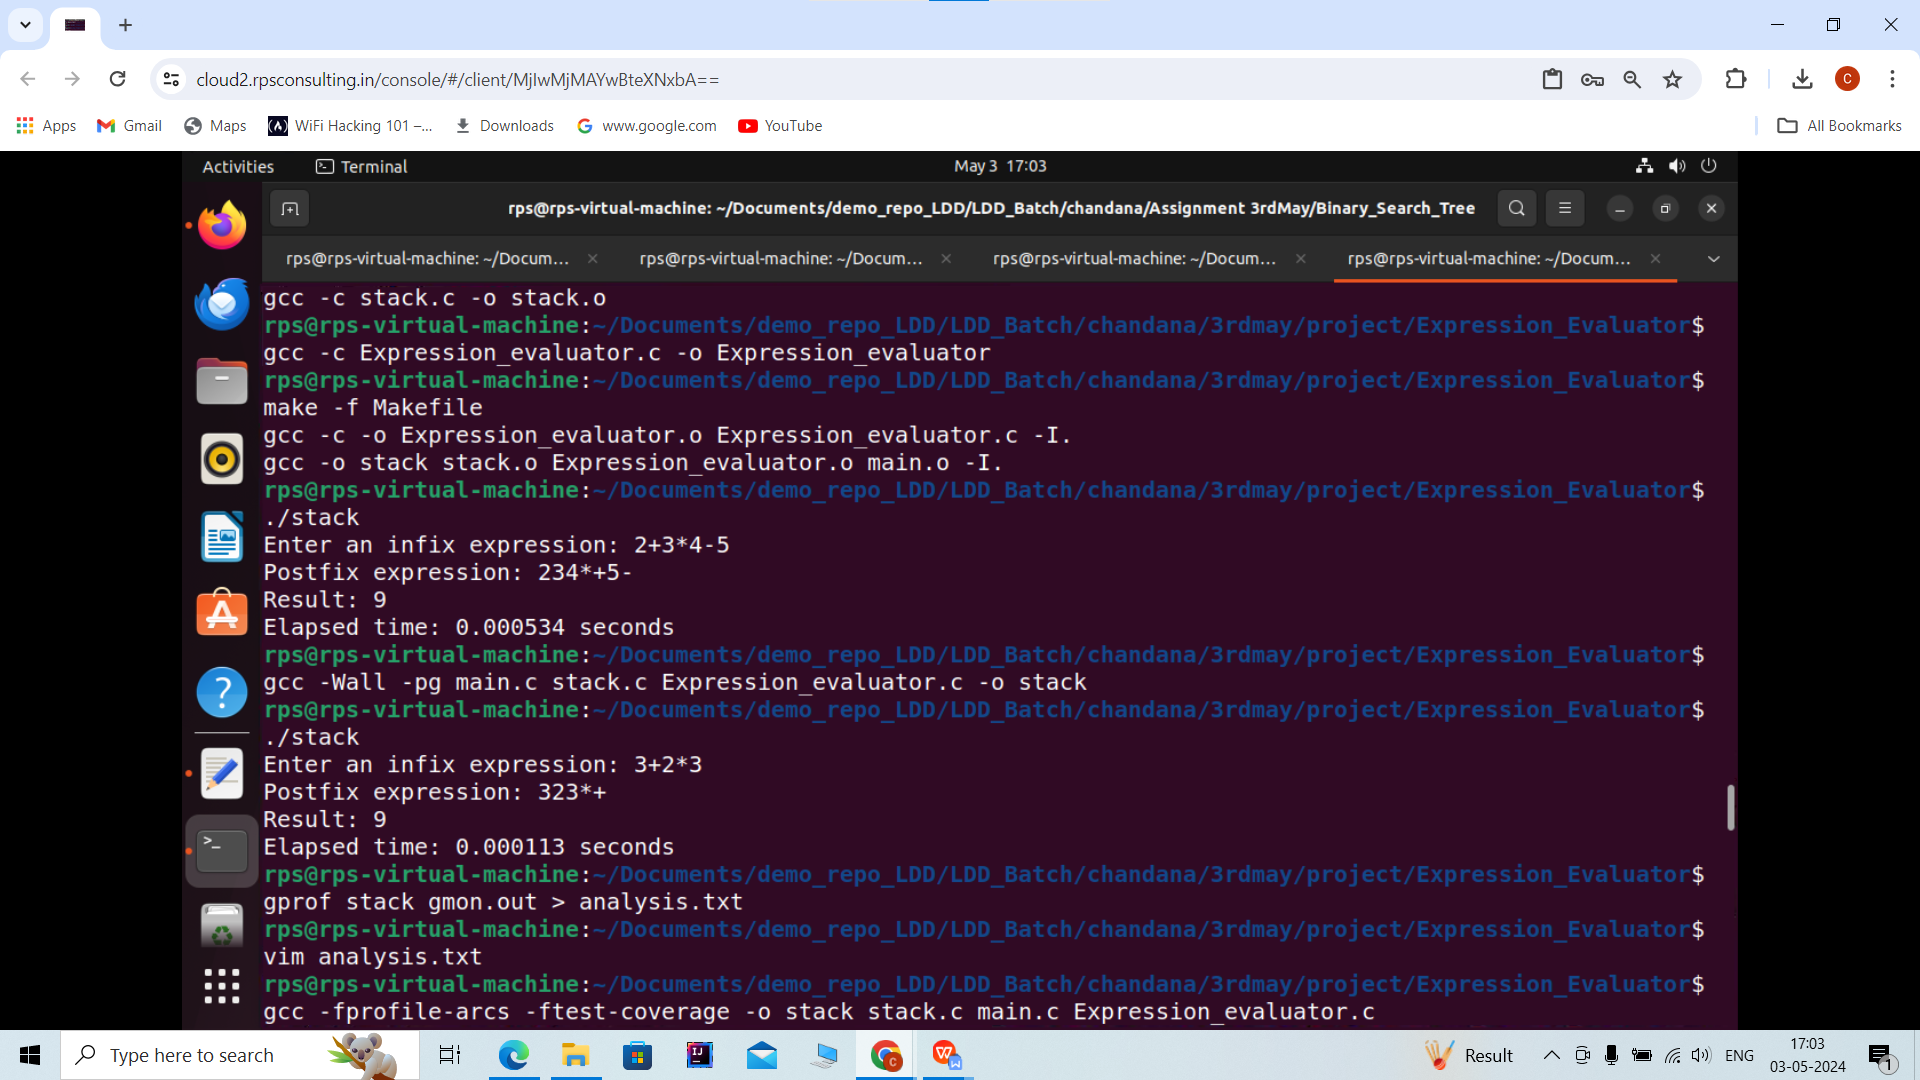 cloud2.rpsconsulting.in/console/#/client/MjIwMjMAYwBteXNxbA==
C
Apps
Gmail
Maps
WiFi Hacking 101 –...
Downloads
www.google.com
YouTube
All Bookmarks
Activities
Terminal
May 3 17:03
rps@rps-virtual-machine: ~/Documents/demo_repo_LDD/LDD_Batch/chandana/Assignment 3rdMay/Binary_Search_Tree
rps@rps-virtual-machine: ~/Docum...
rps@rps-virtual-machine: ~/Docum...
rps@rps-virtual-machine: ~/Docum...
rps@rps-virtual-machine: ~/Docum...
gcc -c stack.c -o stack.o
rps@rps-virtual-machine:~/Documents/demo_repo_LDD/LDD_Batch/chandana/3rdmay/project/Expression_Evaluator$
gcc -c Expression_evaluator.c -o Expression_evaluator
rps@rps-virtual-machine:~/Documents/demo_repo_LDD/LDD_Batch/chandana/3rdmay/project/Expression_Evaluator$
make -f Makefile
gcc -c -o Expression_evaluator.o Expression_evaluator.c -I.
gcc -o stack stack.o Expression_evaluator.o main.o -I.
rps@rps-virtual-machine:~/Documents/demo_repo_LDD/LDD_Batch/chandana/3rdmay/project/Expression_Evaluator$
./stack
Enter an infix expression: 2+3*4-5
Postfix expression: 234*+5-
Result: 9
Elapsed time: 0.000534 seconds
rps@rps-virtual-machine:~/Documents/demo_repo_LDD/LDD_Batch/chandana/3rdmay/project/Expression_Evaluator$
gcc -Wall -pg main.c stack.c Expression_evaluator.c -o stack
rps@rps-virtual-machine:~/Documents/demo_repo_LDD/LDD_Batch/chandana/3rdmay/project/Expression_Evaluator$
./stack
Enter an infix expression: 3+2*3
Postfix expression: 323*+
Result: 9
Elapsed time: 0.000113 seconds
rps@rps-virtual-machine:~/Documents/demo_repo_LDD/LDD_Batch/chandana/3rdmay/project/Expression_Evaluator$
gprof stack gmon.out > analysis.txt
rps@rps-virtual-machine:~/Documents/demo_repo_LDD/LDD_Batch/chandana/3rdmay/project/Expression_Evaluator$
vim analysis.txt
rps@rps-virtual-machine:~/Documents/demo_repo_LDD/LDD_Batch/chandana/3rdmay/project/Expression_Evaluator$
gcc -fprofile-arcs -ftest-coverage -o stack stack.c main.c Expression_evaluator.c
Type here to search
Result
ENG
17:03
03-05-2024
1